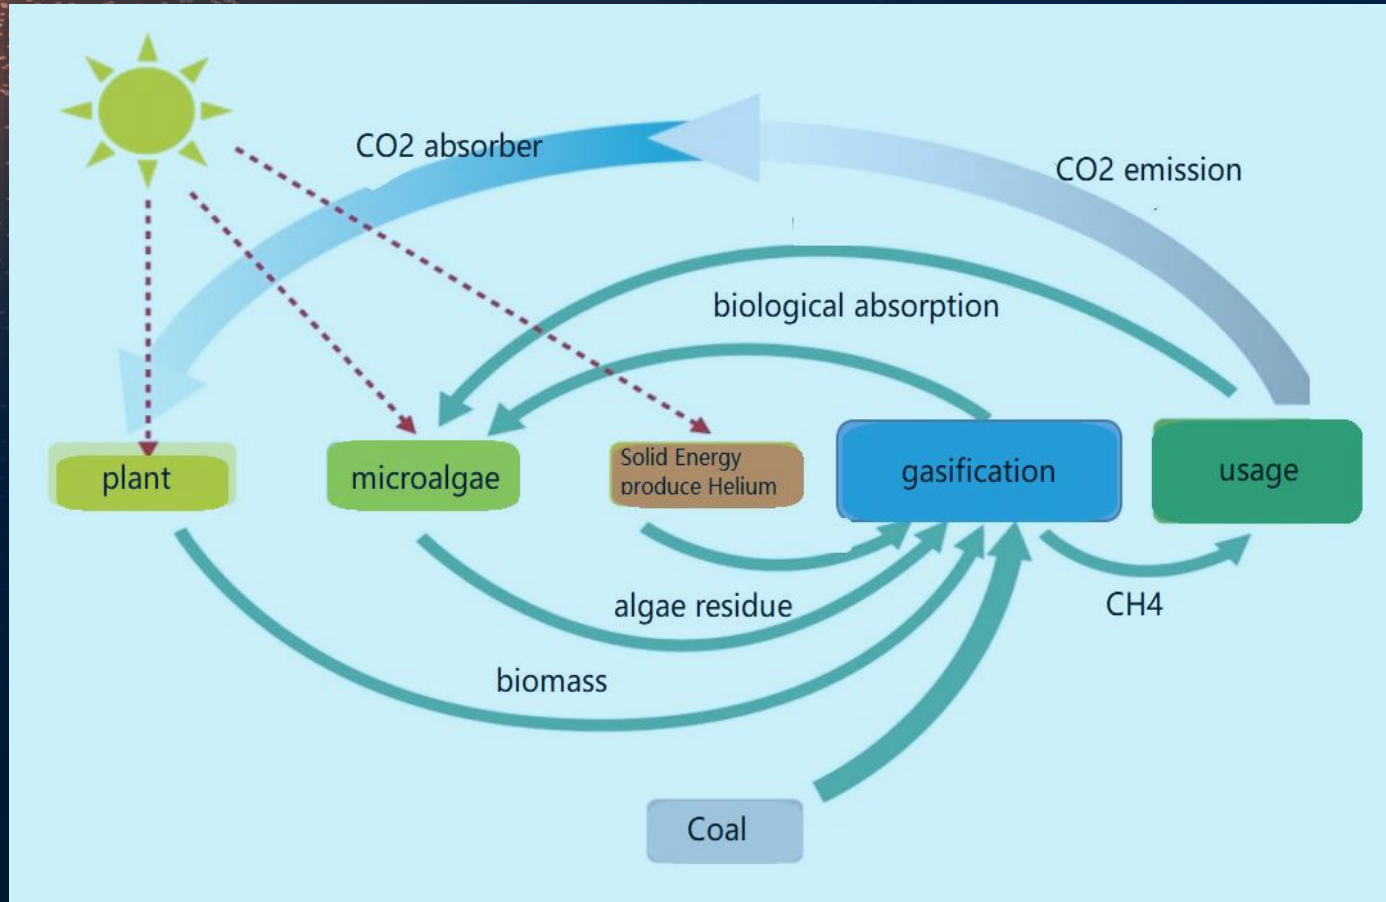 CO2 absorber
CO2 emission
biological absorption
plant
microalgae
Solid Energy
produce Helium
gasification
usage
algae residue
CH4
biomass
Coal